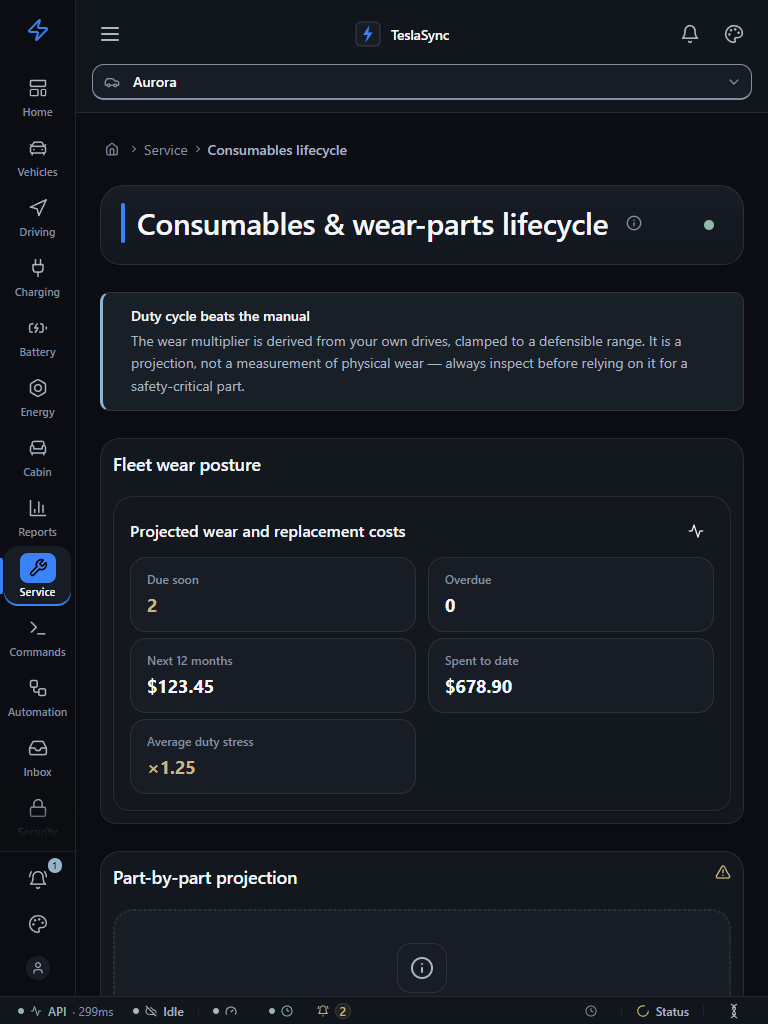 TeslaSync
Aurora
Home
Vehicles
Driving
Charging
Battery
Energy
Cabin
Reports
Service
Commands
Automation
Inbox
Security
1
Service
Consumables lifecycle
Consumables & wear-parts lifecycle
Duty cycle beats the manual
The wear multiplier is derived from your own drives, clamped to a defensible range. It is a
projection, not a measurement of physical wear — always inspect before relying on it for a
safety-critical part.
Fleet wear posture
Projected wear and replacement costs
Due soon
2
Overdue
0
Next 12 months
$123.45
Spent to date
$678.90
Average duty stress
×1.25
Part-by-part projection
API · 299ms
Idle
2
Status